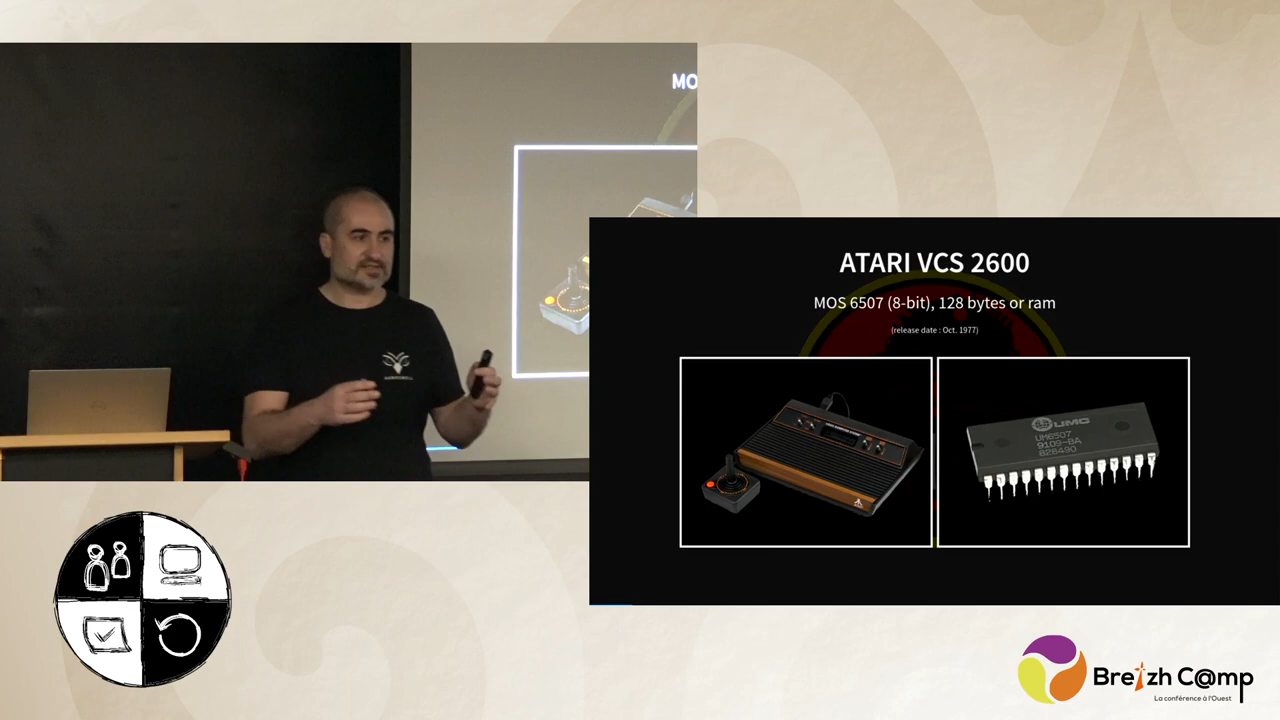 MO
ATARI VCS 2600
MOS 6507 (8-bit), 128 bytes or ram
(release date : Oct. 1977)
UMC
UM6507
9109-BA
828490
Breizh C@mp
La conférence à l'Ouest